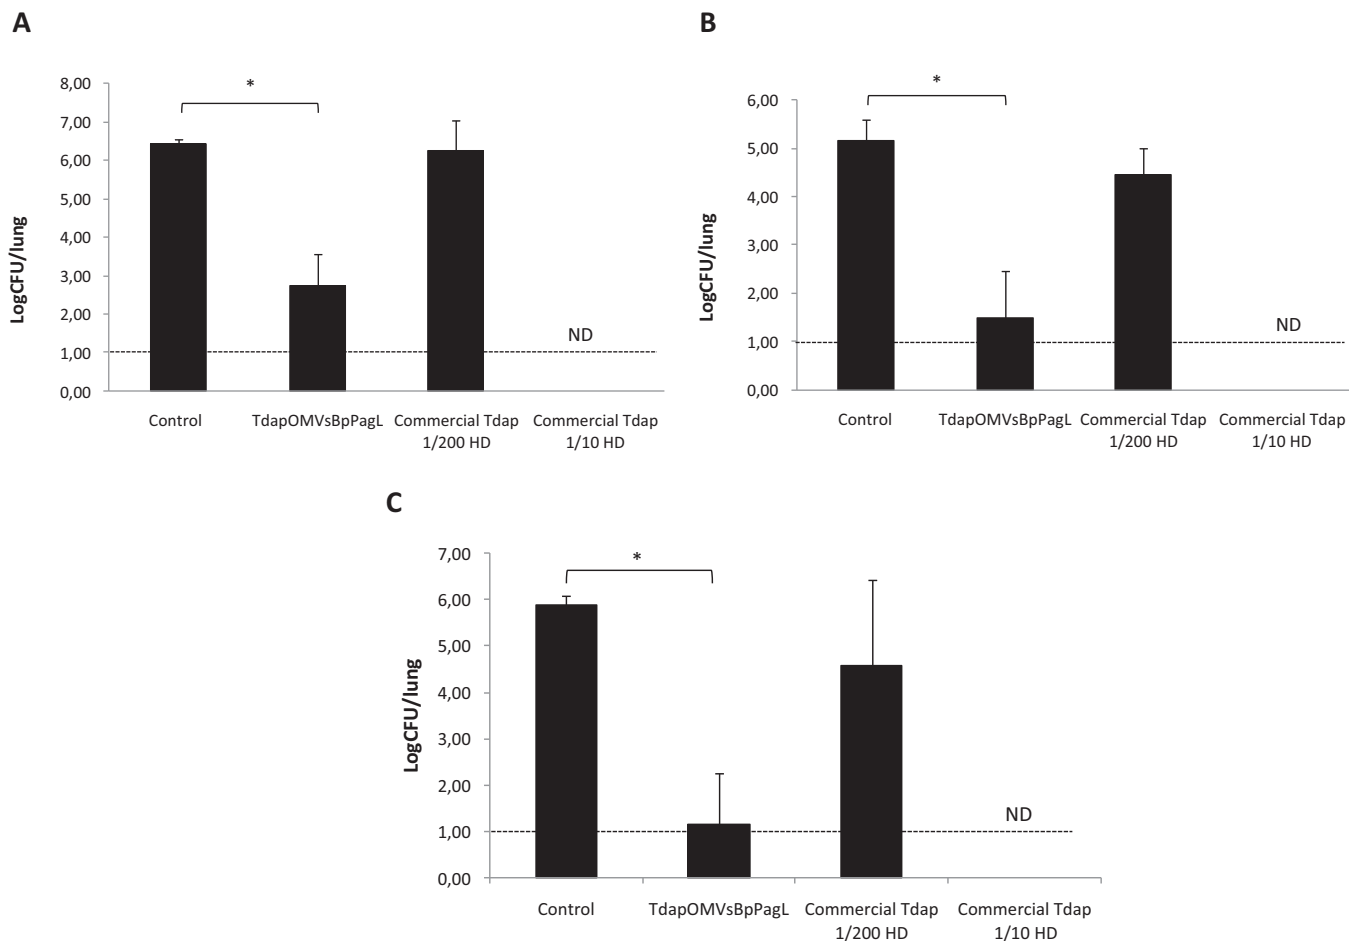 A
*
8,00
7,00
6,00
5,00
4,00
3,00
2,00
1,00
0,00
LogCFU/lung
ND
Control
TdapOMVsBpPagL
Commercial Tdap
1/200 HD
Commercial Tdap
1/10 HD
B
*
6,00
5,00
4,00
3,00
2,00
1,00
0,00
LogCFU/lung
ND
Control
TdapOMVsBpPagL
Commercial Tdap
1/200 HD
Commercial Tdap
1/10 HD
C
*
7,00
6,00
5,00
4,00
3,00
2,00
1,00
0,00
LogCFU/lung
ND
Control
TdapOMVsBpPagL
Commercial Tdap
1/200 HD
Commercial Tdap
1/10 HD